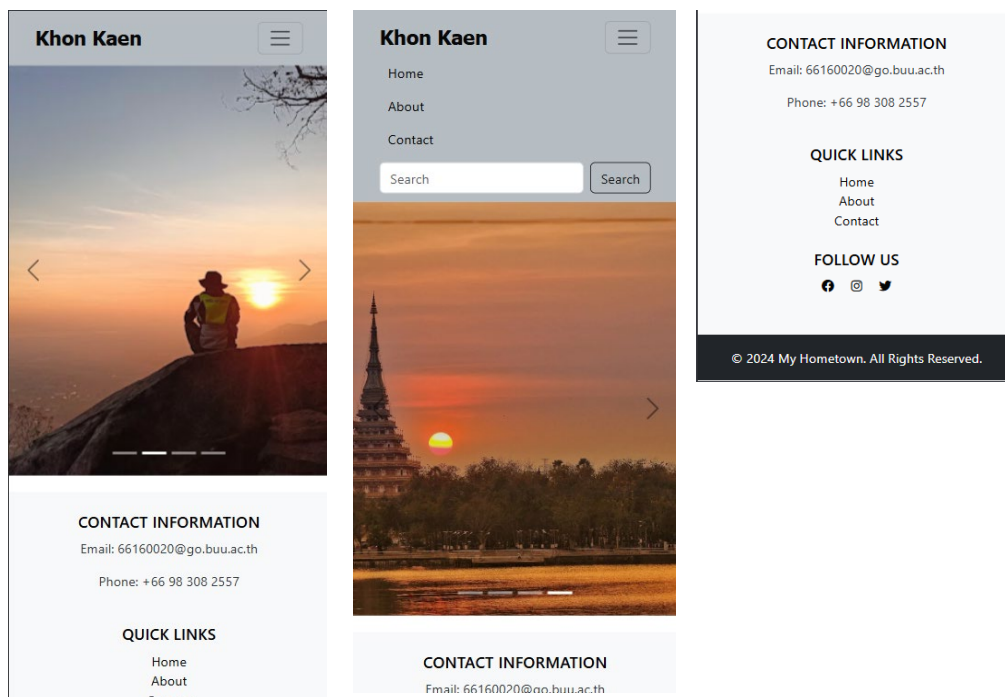 Khon Kaen
CONTACT INFORMATION
Email: 66160020@go.buu.ac.th
Phone: +66 98 308 2557
QUICK LINKS
Home
About
Khon Kaen
Home
About
Contact
Search
Search
CONTACT INFORMATION
Email: 66160020@go.buu.ac.th
CONTACT INFORMATION
Email: 66160020@go.buu.ac.th
Phone: +66 98 308 2557
QUICK LINKS
Home
About
Contact
FOLLOW US
© 2024 My Hometown. All Rights Reserved.